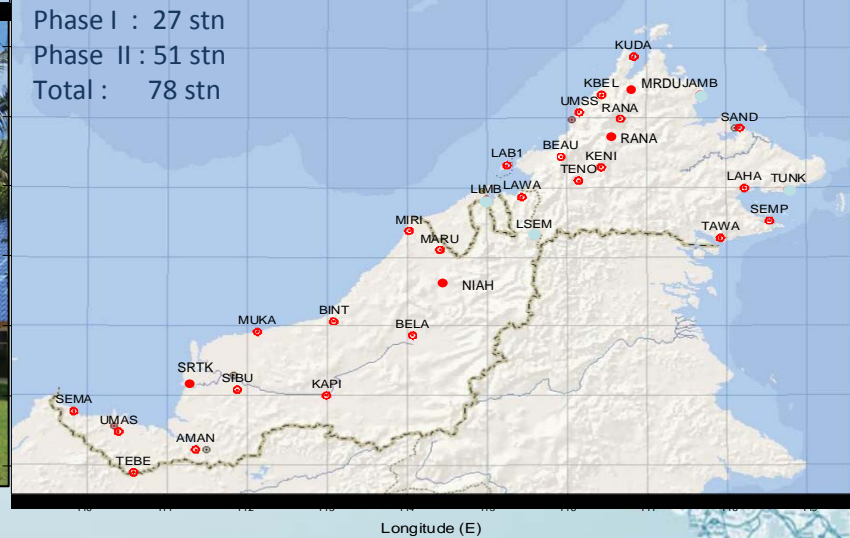 Phase I : 27 stn
Phase II : 51 stn
Total : 78 stn
KUDA
KBEL
MRDU
JAMB
UMSS
RANA
SAND
RANA
LAB1
BEAU
KENI
TENO
LAHA
TUNK
LIMB
LAWA
SEMP
MIRI
MARU
LSEM
TAWA
NIAH
BINT
MUKA
BELA
SRTK
SIBU
KAPI
SEMA
UMAS
AMAN
TEBE
Longitude (E)